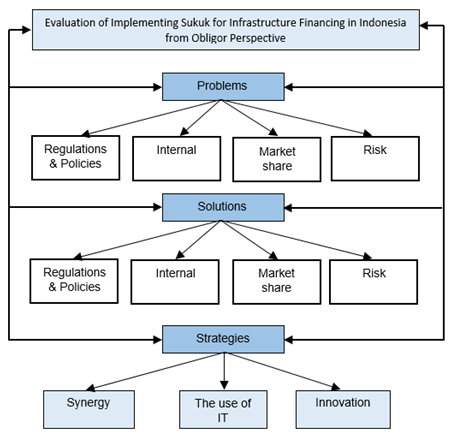 Evaluation of Implementing Sukuk for Infrastructure Financing in Indonesia
from Obligor Perspective
Problems
Regulations
& Policies
Internal
Market
share
Risk
Solutions
Regulations
& Policies
Internal
Market
share
Risk
Strategies
Synergy
The use of
IT
Innovation